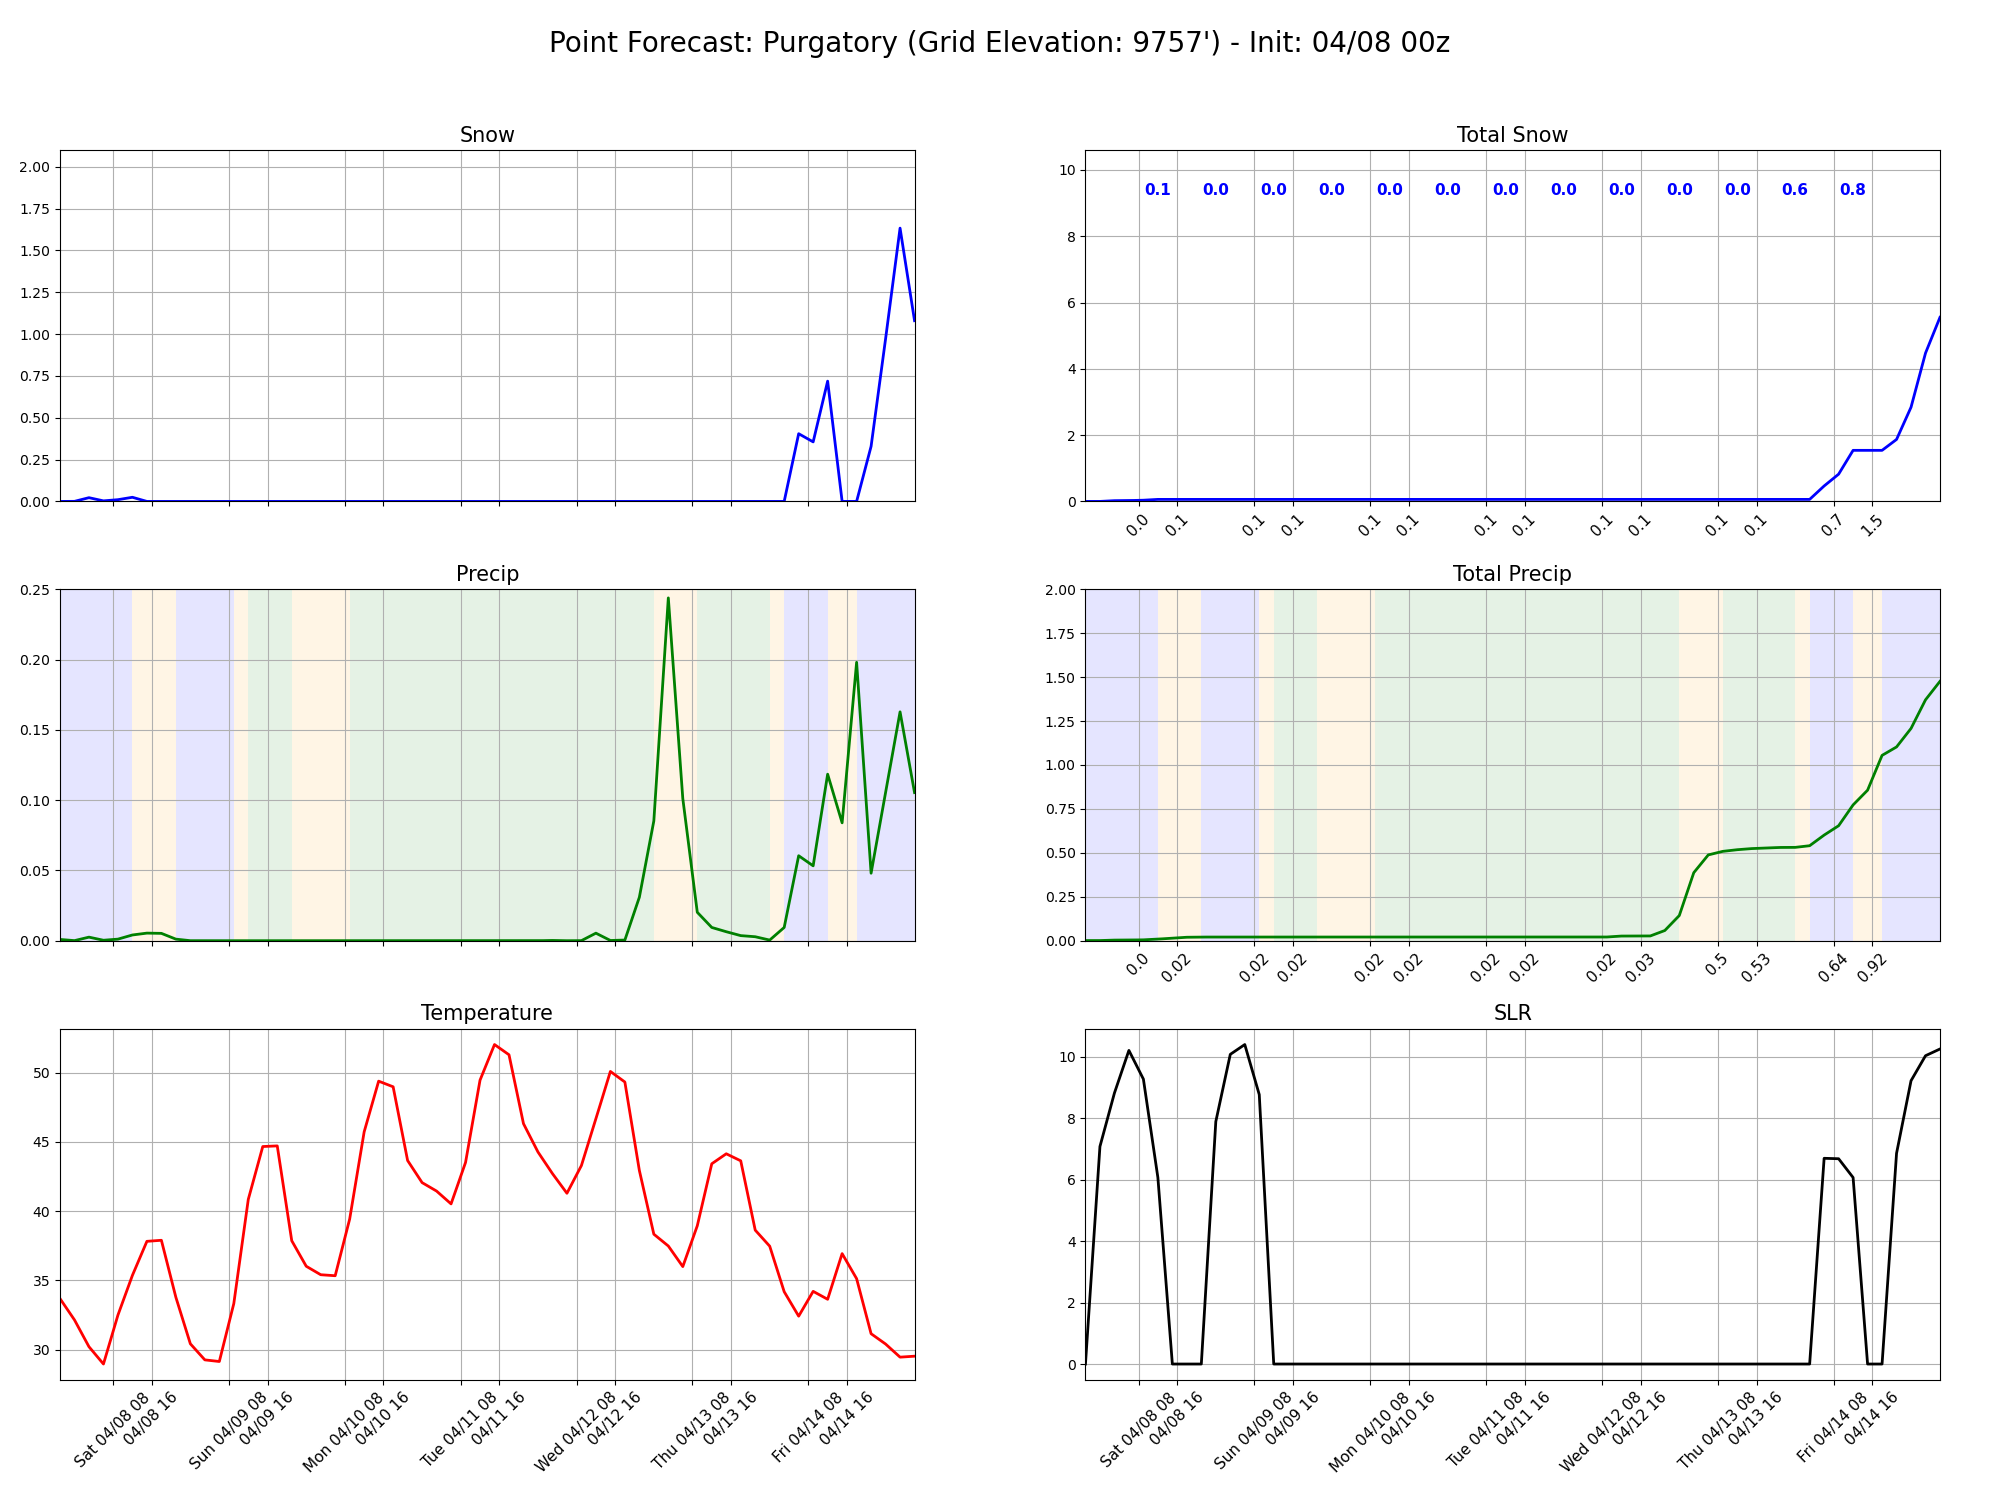 Point Forecast: Purgatory (Grid Elevation: 9757') - Init: 04/08 00z
Snow
2.00
1.75
1.50
1.25
1.00
0.75
0.50
0.25
0.00
Total Snow
10
8
6
4
2
0
0.1 0.0 0.0 0.0 0.0 0.0 0.0 0.0 0.0 0.0 0.0 0.6 0.8
0.0 0.1 0.1 0.1 0.1 0.1 0.1 0.1 0.1 0.1 0.1 0.1 0.7 1.5
Precip
0.25
0.20
0.15
0.10
0.05
0.00
Total Precip
2.00
1.75
1.50
1.25
1.00
0.75
0.50
0.25
0.00
0.0 0.02 0.02 0.02 0.02 0.02 0.02 0.02 0.02 0.03 0.5 0.53 0.64 0.92
Temperature
50
45
40
35
30
Sat 04/08 08
04/08 16
Sun 04/09 08
04/09 16
Mon 04/10 08
04/10 16
Tue 04/11 08
04/11 16
Wed 04/12 08
04/12 16
Thu 04/13 08
04/13 16
Fri 04/14 08
04/14 16
SLR
10
8
6
4
2
0
Sat 04/08 08
04/08 16
Sun 04/09 08
04/09 16
Mon 04/10 08
04/10 16
Tue 04/11 08
04/11 16
Wed 04/12 08
04/12 16
Thu 04/13 08
04/13 16
Fri 04/14 08
04/14 16